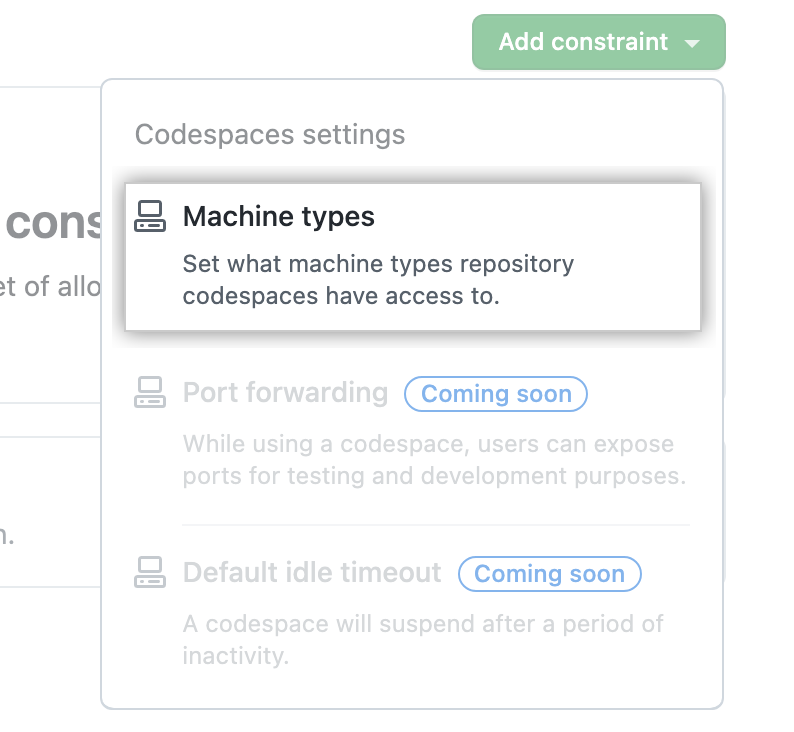 Add constraint
Codespaces settings
Machine types
Set what machine types repository
codespaces have access to.
Port forwarding Coming soon
While using a codespace, users can expose
ports for testing and development purposes.
Default idle timeout Coming soon
A codespace will suspend after a period of
inactivity.
cons
et of allo
n.